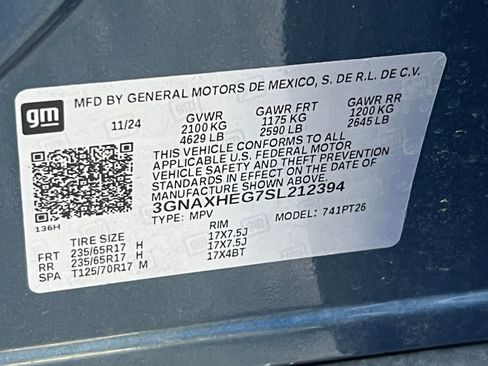 gm
MFD BY GENERAL MOTORS DE MEXICO, S. DE R.L. DE C.V.
11/24 GVWR GAWR FRT GAWR RR
2100 KG 1175 KG 1200 KG
4629 LB 2590 LB 2645 LB
THIS VEHICLE CONFORMS TO ALL
APPLICABLE U.S. FEDERAL MOTOR
VEHICLE SAFETY AND THEFT PREVENTION
STANDARDS IN EFFECT ON THE DATE OF
MANUFACTURE SHOWN ABOVE.
3GNAXHEG7SL212394
TYPE: MPV MODEL: 741PT26
136H
TIRE SIZE RIM
FRT 235/65R17 H 17X7.5J
RR 235/65R17 H 17X7.5J
SPA T125/70R17 M 17X4BT